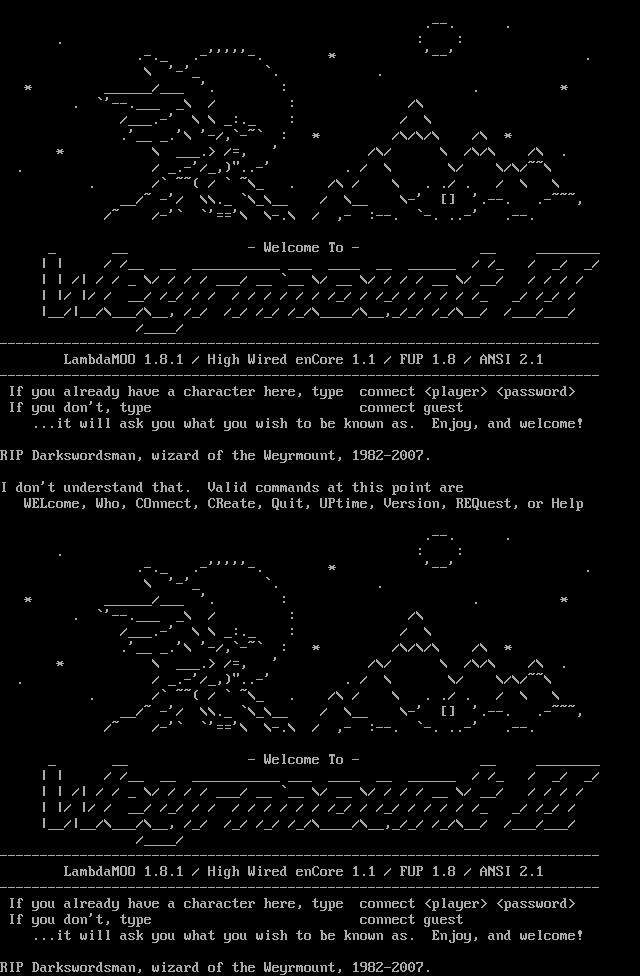 - Welcome To -
Weyrmount II
LambdaMOO 1.8.1 / High Wired enCore 1.1 / FUP 1.8 / ANSI 2.1
If you already have a character here, type  connect <player> <password>
If you don't, type                          connect guest
...it will ask you what you wish to be known as.  Enjoy, and welcome!
RIP Darkswordsman, wizard of the Weyrmount, 1982-2007.
I don't understand that.  Valid commands at this point are
WELcome, Who, COnnect, CReate, Quit, UPtime, Version, REQuest, or Help
- Welcome To -
Weyrmount II
LambdaMOO 1.8.1 / High Wired enCore 1.1 / FUP 1.8 / ANSI 2.1
If you already have a character here, type  connect <player> <password>
If you don't, type                          connect guest
...it will ask you what you wish to be known as.  Enjoy, and welcome!
RIP Darkswordsman, wizard of the Weyrmount, 1982-2007.